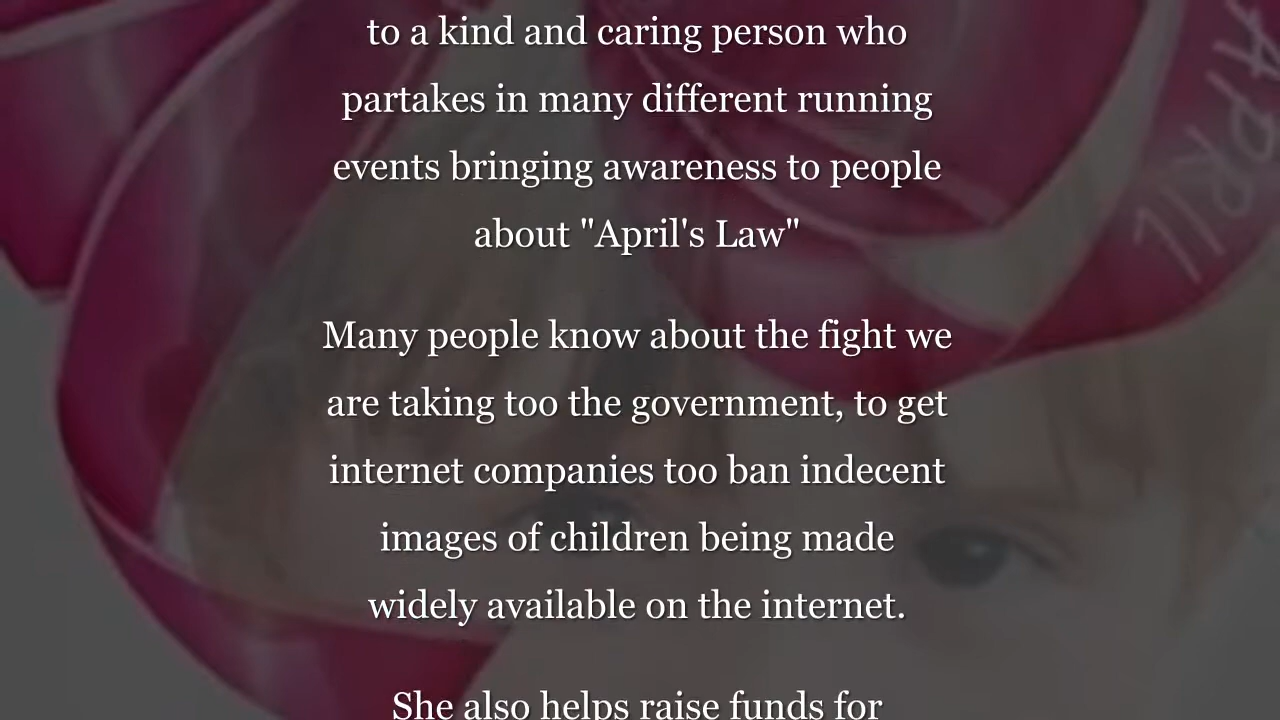 to a kind and caring person who
partakes in many different running
events bringing awareness to people
about "April's Law"
Many people know about the fight we
are taking too the government, to get
internet companies too ban indecent
images of children being made
widely available on the internet.
She also helps raise funds for
APRIL